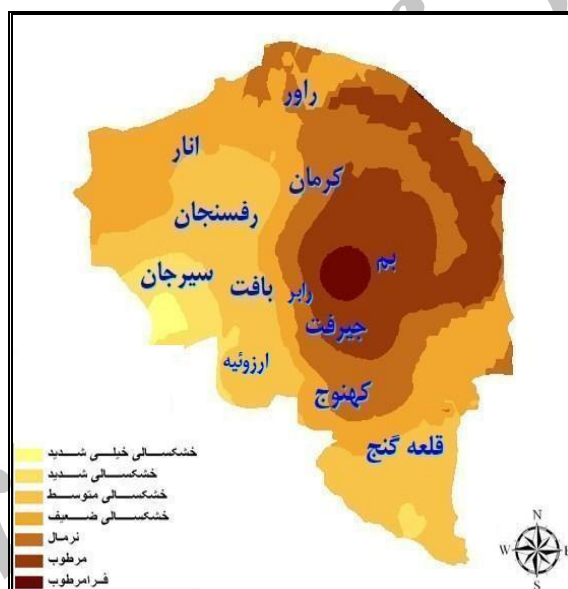 راور
انار
کرمان
رفسنجان
بم
سیرجان
بافت
رابر
جیرفت
ارزوئیه
کهنوج
قلعه گنج
خشکسالی خیلی شدید
خشکسالی شدید
خشکسالی متوسط
خشکسالی ضعیف
نرمال
مرطوب
فرامرطوب
N
W
E
S